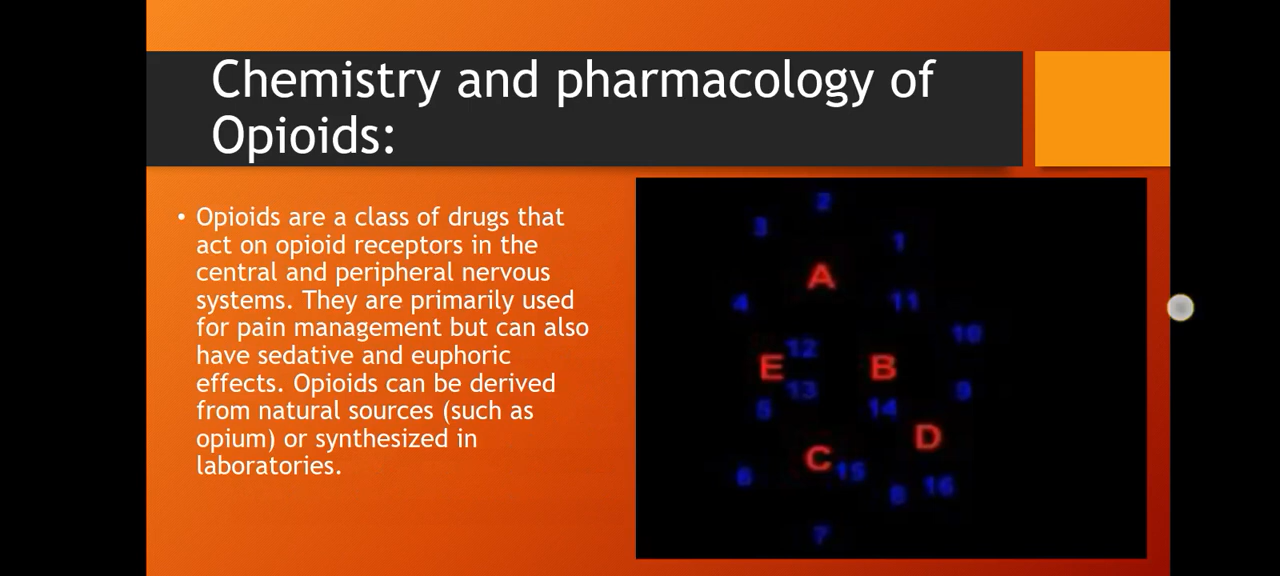 Chemistry and pharmacology of
Opioids:
• Opioids are a class of drugs that
act on opioid receptors in the
central and peripheral nervous
systems. They are primarily used
for pain management but can also
have sedative and euphoric
effects. Opioids can be derived
from natural sources (such as
opium) or synthesized in
laboratories.
2
3
1
A
4
11
10
12
E
B
13
9
5
14
D
C
15
6
8
16
7